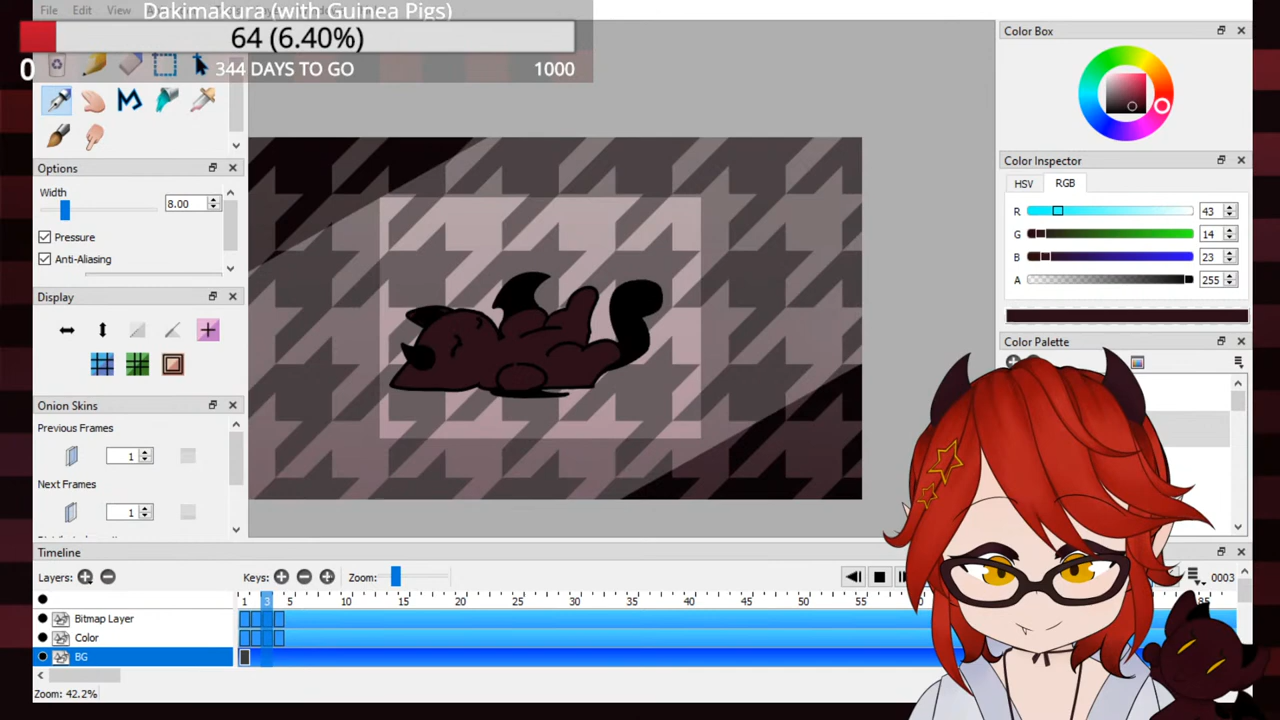 Dakimakura (with Guinea Pigs)
File Edit View
64 (6.40%)
0 344 DAYS TO GO 1000
Options
Width
8.00
Pressure
Anti-Aliasing
Display
Onion Skins
Previous Frames
1
Next Frames
1
Color Box
Color Inspector
HSV RGB
R 43
G 14
B 23
A 255
Color Palette
Timeline
Layers: Keys: Zoom: 0003
1 3 5 10 15 20 25 30 35 40 45 50 55 85
Bitmap Layer
Color
BG
Zoom: 42.2%